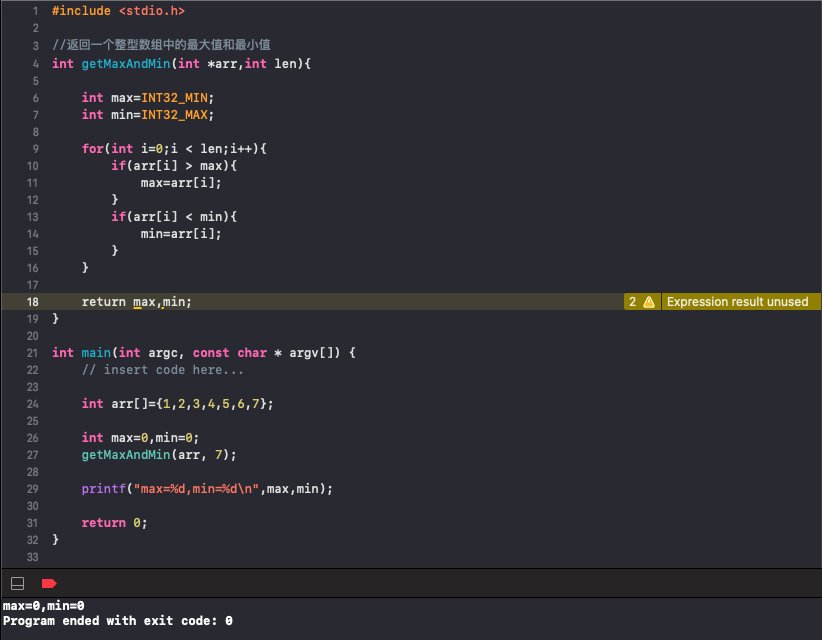 1 #include <stdio.h>
2
3 //返回一个整型数组中的最大值和最小值
4 int getMaxAndMin(int *arr,int len){
5
6     int max=INT32_MIN;
7     int min=INT32_MAX;
8
9     for(int i=0;i < len;i++){
10         if(arr[i] > max){
11             max=arr[i];
12         }
13         if(arr[i] < min){
14             min=arr[i];
15         }
16     }
17
18     return max,min; 2 Expression result unused
19 }
20
21 int main(int argc, const char * argv[]) {
22     // insert code here...
23
24     int arr[]={1,2,3,4,5,6,7};
25
26     int max=0,min=0;
27     getMaxAndMin(arr, 7);
28
29     printf("max=%d,min=%d\n",max,min);
30
31     return 0;
32 }
33
max=0,min=0
Program ended with exit code: 0